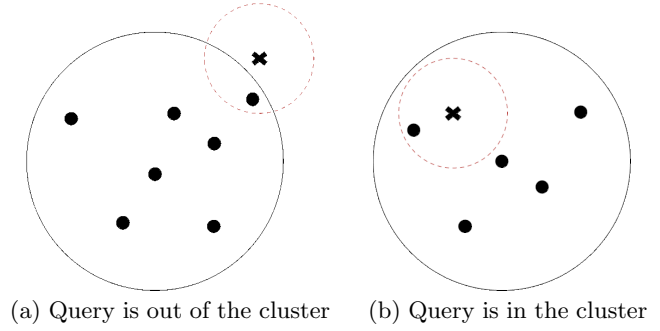 (a) Query is out of the cluster
(b) Query is in the cluster